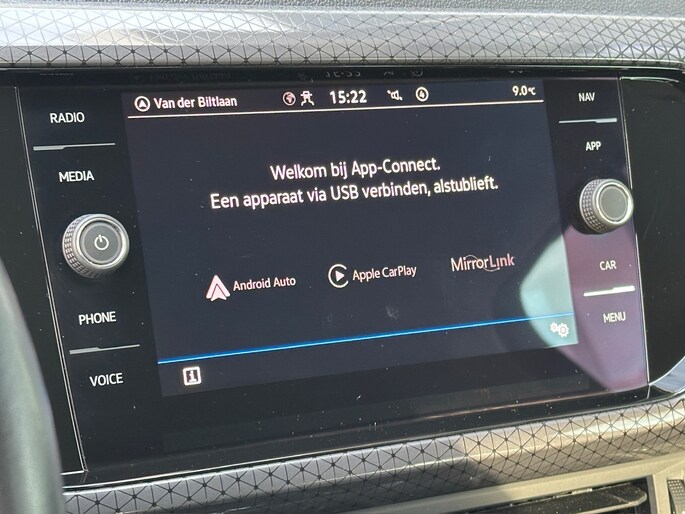 RADIO
MEDIA
PHONE
VOICE
Van der Biltlaan
15:22
4
9.0°C
Welkom bij App-Connect.
Een apparaat via USB verbinden, alstublieft.
Android Auto
Apple CarPlay
MirrorLink
i
NAV
APP
CAR
MENU